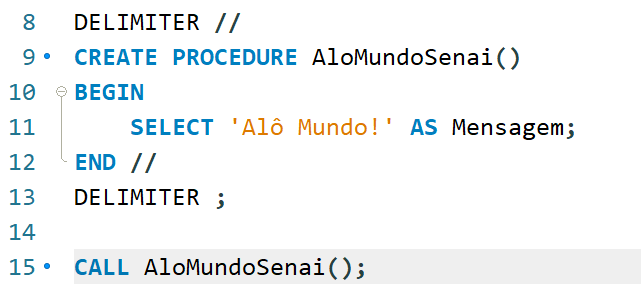 8 DELIMITER //
9 CREATE PROCEDURE AloMundoSenai()
10 BEGIN
11 SELECT 'Alô Mundo!' AS Mensagem;
12 END //
13 DELIMITER ;
14
15 CALL AloMundoSenai();